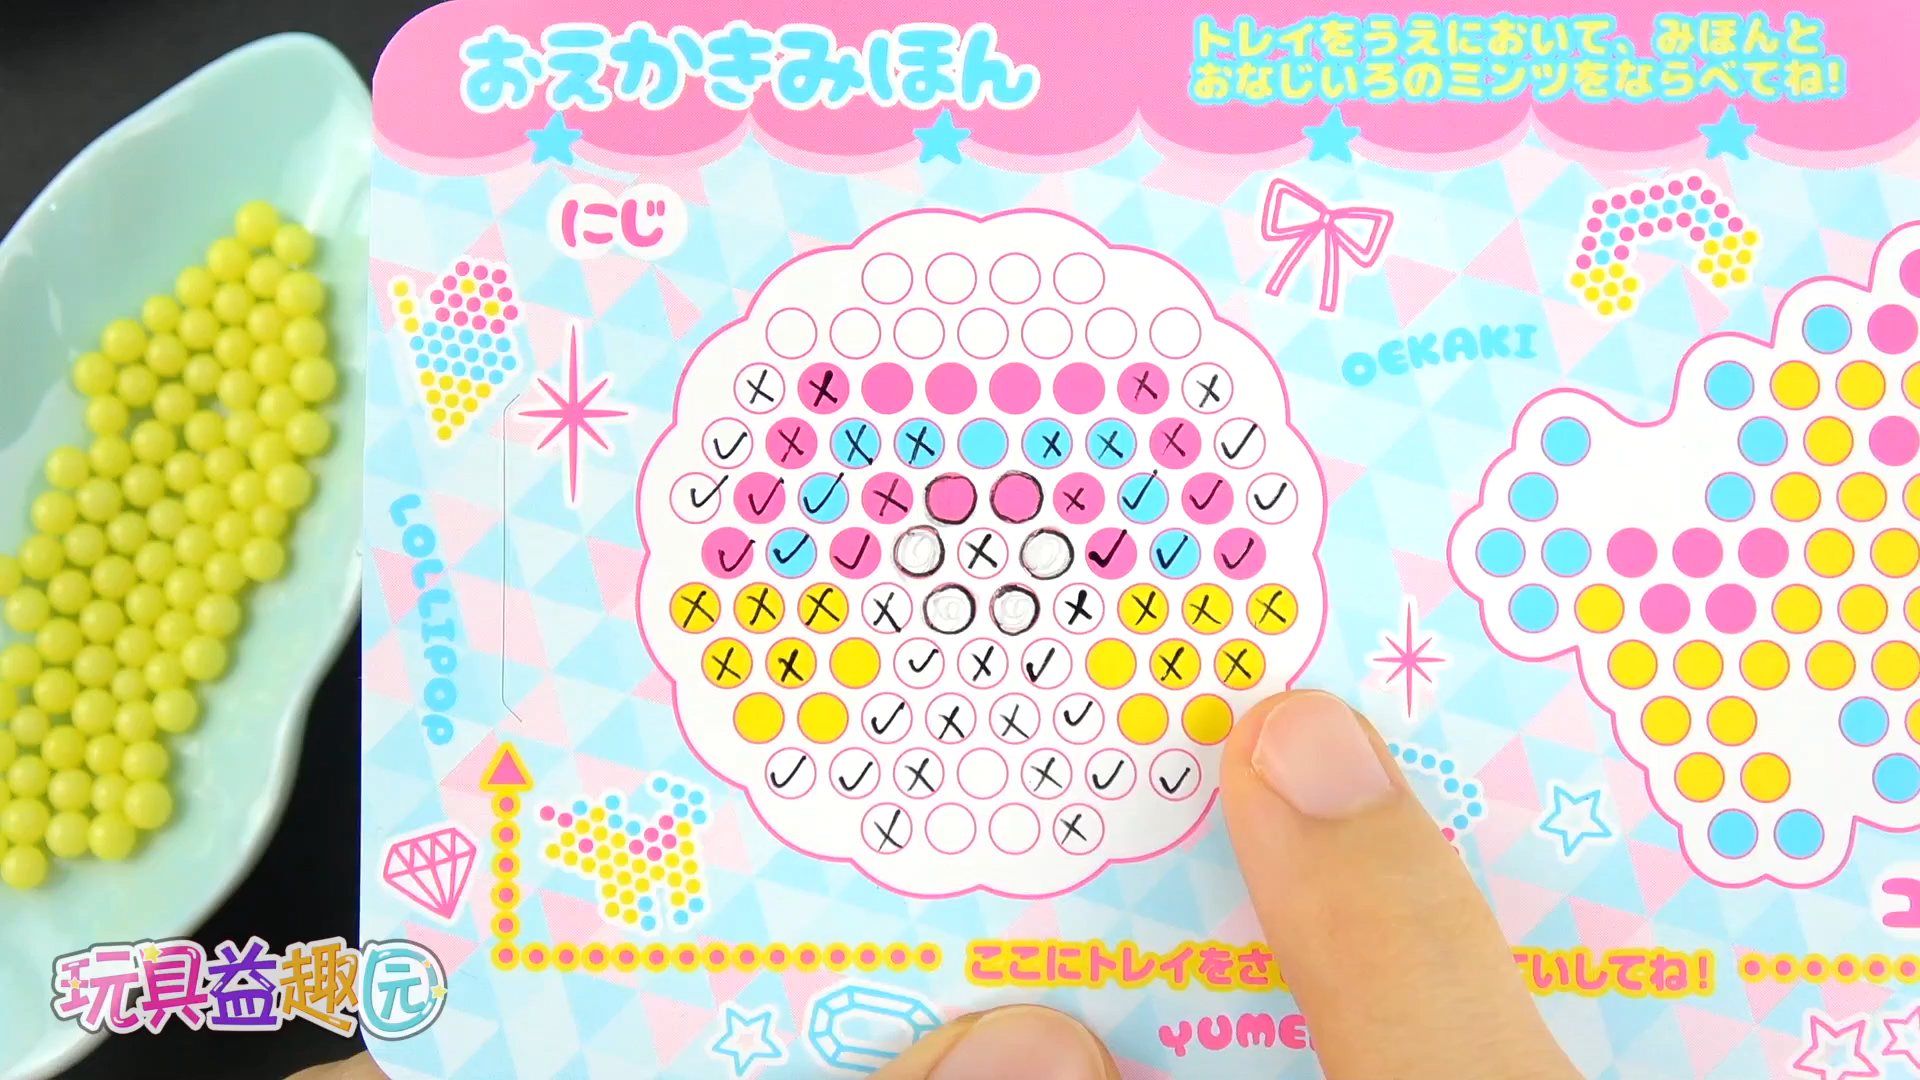 おえかきみほん
トレイをうえにおいて、みほんと
おなじいろのミンツをならべてね!
にじ
OEKAKI
LOLLIPOP
ここにトレイをさ
いしてね!
YUME
玩具益趣园